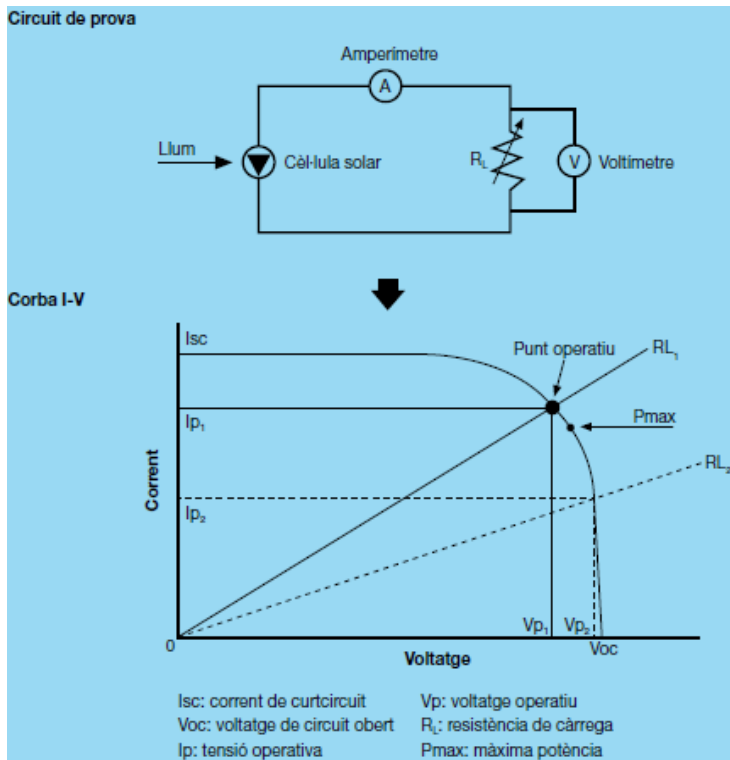 Circuit de prova
Amperímetre
A
Llum
Cèl·lula solar
RL
V
Voltímetre
Corba I-V
Isc
Punt operatiu
RL1
Ip1
Pmax
RL2
Ip2
Corrent
0
Vp1
Vp2
Voc
Voltatge
Isc: corrent de curtcircuit
Vp: voltatge operatiu
Voc: voltatge de circuit obert
RL: resistència de càrrega
Ip: tensió operativa
Pmax: màxima potència